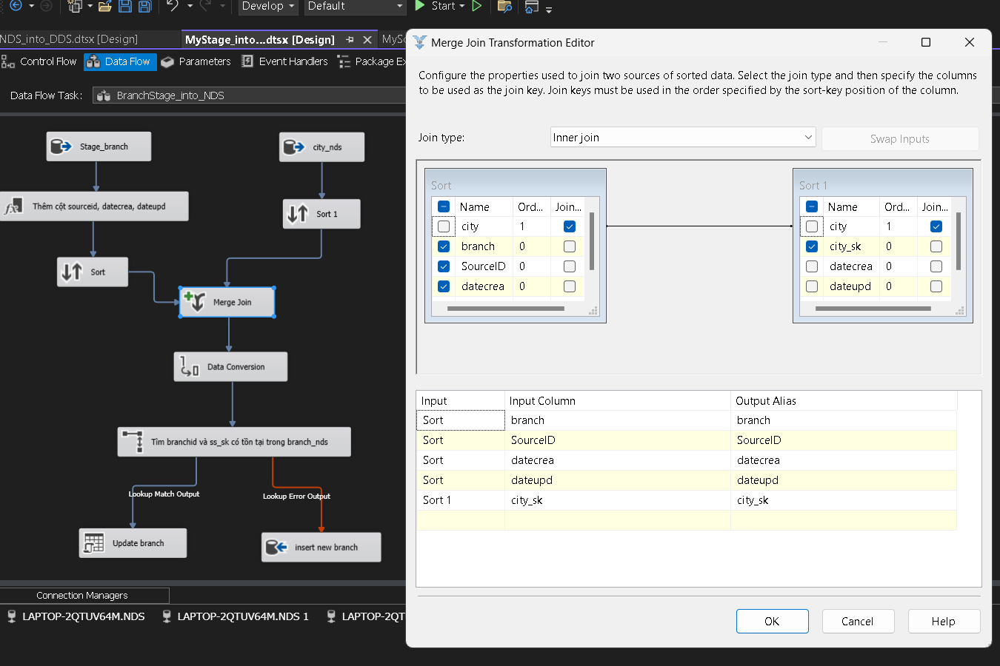 Develop
Default
Start
NDS_into_DDS.dtsx [Design]
MyStage_into...dtsx [Design]
MySc
Control Flow
Data Flow
Parameters
Event Handlers
Package Ex
Data Flow Task:
BranchStage_into_NDS
Stage_branch
city_nds
Thêm cột sourceid, datecrea, dateupd
Sort 1
Sort
Merge Join
Data Conversion
Tìm branchid và ss_sk có tồn tại trong branch_nds
Lookup Match Output
Lookup Error Output
Update branch
insert new branch
Connection Managers
LAPTOP-2QTUV64M.NDS
LAPTOP-2QTUV64M.NDS 1
LAPTOP-2QT
Merge Join Transformation Editor
Configure the properties used to join two sources of sorted data. Select the join type and then specify the columns
to be used as the join key. Join keys must be used in the order specified by the sort-key position of the column.
Join type:
Inner join
Swap Inputs
Sort
Name Ord... Join...
city 1
branch 0
SourceID 0
datecrea 0
Sort 1
Name Ord... Join...
city 1
city_sk 0
datecrea 0
dateupd 0
Input Input Column Output Alias
Sort branch branch
Sort SourceID SourceID
Sort datecrea datecrea
Sort dateupd dateupd
Sort 1 city_sk city_sk
OK
Cancel
Help